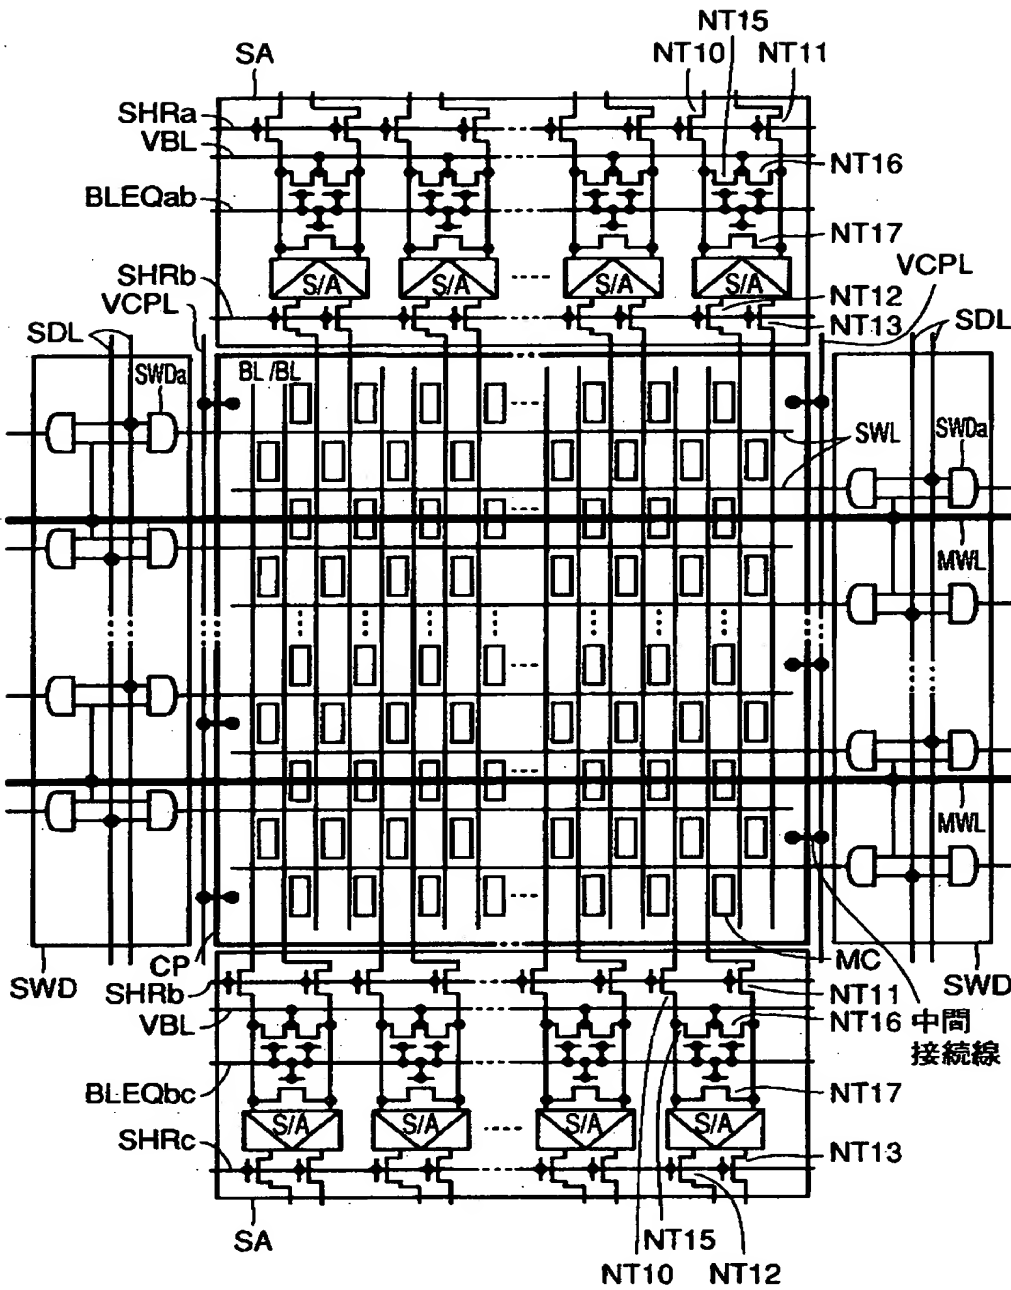 NT15
SA
NT10
NT11
SHRa
VBL
NT16
BLEQab
NT17
S/A
S/A
S/A
S/A
SHRb
VCPL
VCPL
NT12
NT13
SDL
SDL
SWDa
BL /BL
SWL
SWDa
MWL
MWL
SWD
CP
MC
SWD
SHRb
NT11
VBL
NT16
中間
接続線
BLEQbc
NT17
S/A
S/A
S/A
S/A
SHRc
NT13
SA
NT15
NT10
NT12